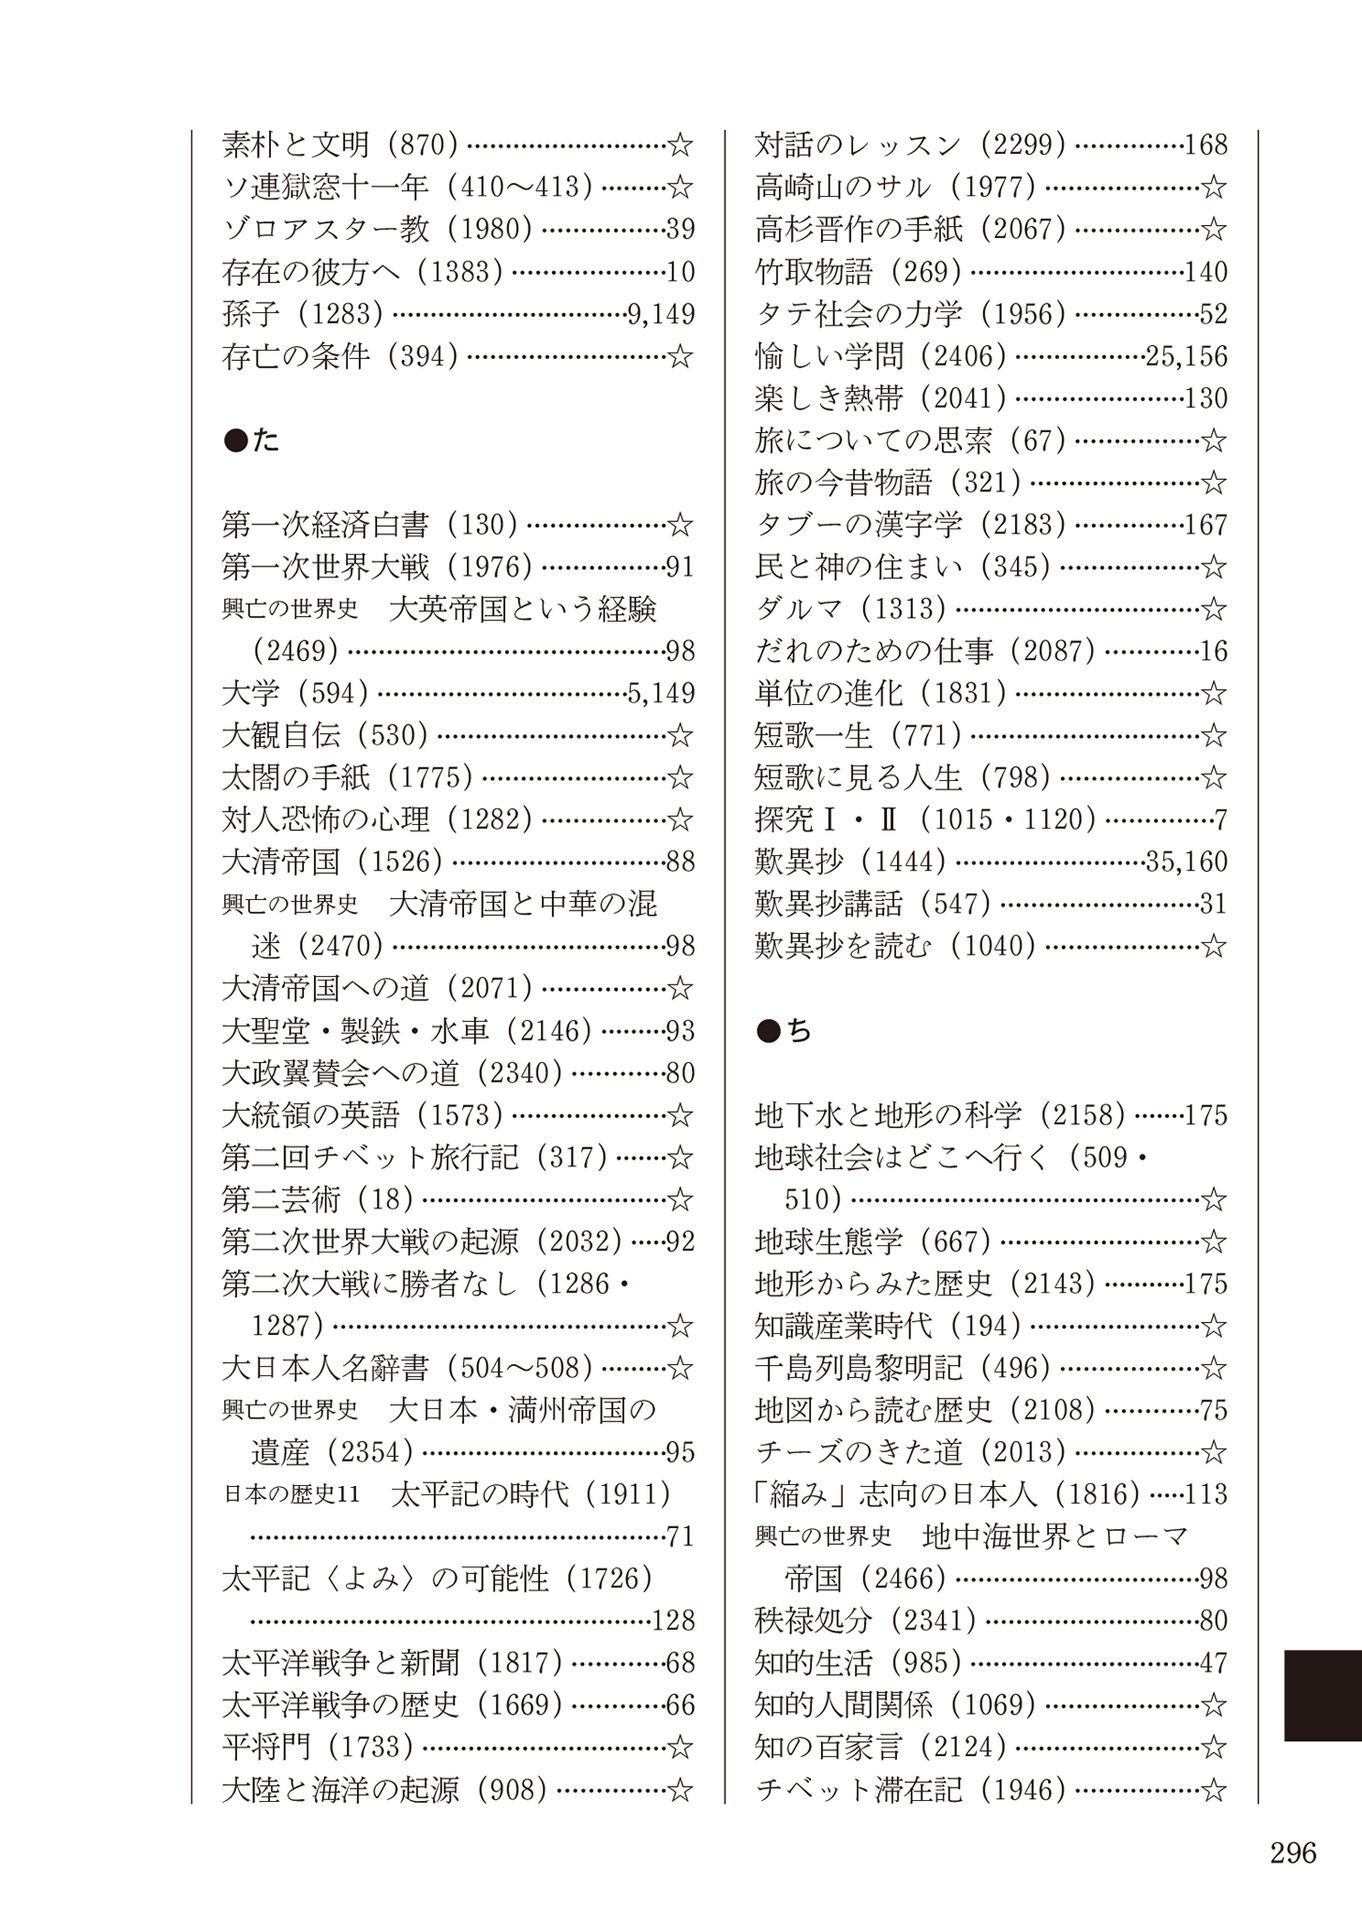 素朴と文明（870）…………………………☆
ソ連獄窓十一年（410〜413）………☆
ゾロアスター教（1980）………………39
存在の彼方へ（1383）…………………10
孫子（1283）……………………………9,149
存亡の条件（394）………………………☆
●た
第一次経済白書（130）…………………☆
第一次世界大戦（1976）………………91
興亡の世界史　大英帝国という経験
（2469）……………………………………98
大学（594）………………………………5,149
大観自伝（530）…………………………☆
太閤の手紙（1775）……………………☆
対人恐怖の心理（1282）………………☆
大清帝国（1526）…………………………88
興亡の世界史　大清帝国と中華の混
迷（2470）…………………………………98
大清帝国への道（2071）………………☆
大聖堂・製鉄・水車（2146）………93
大政翼賛会への道（2340）…………80
大統領の英語（1573）…………………☆
第二回チベット旅行記（317）……☆
第二芸術（18）……………………………☆
第二次世界大戦の起源（2032）……92
第二次大戦に勝者なし（1286・
1287）………………………………………☆
大日本人名辭書（504〜508）………☆
興亡の世界史　大日本・満州帝国の
遺産（2354）………………………………95
日本の歴史11　太平記の時代（1911）
…………………………………………………71
太平記〈よみ〉の可能性（1726）
…………………………………………………128
太平洋戦争と新聞（1817）…………68
太平洋戦争の歴史（1669）…………66
平将門（1733）……………………………☆
大陸と海洋の起源（908）……………☆
対話のレッスン（2299）……………168
高崎山のサル（1977）…………………☆
高杉晋作の手紙（2067）………………☆
竹取物語（269）…………………………140
タテ社会の力学（1956）………………52
愉しい学問（2406）………………25,156
楽しき熱帯（2041）……………………130
旅についての思索（67）………………☆
旅の今昔物語（321）……………………☆
タブーの漢字学（2183）……………167
民と神の住まい（345）…………………☆
ダルマ（1313）……………………………☆
だれのための仕事（2087）…………16
単位の進化（1831）……………………☆
短歌一生（771）…………………………☆
短歌に見る人生（798）…………………☆
探究Ⅰ・Ⅱ（1015・1120）……………7
歎異抄（1444）………………………35,160
歎異抄講話（547）………………………31
歎異抄を読む（1040）…………………☆
●ち
地下水と地形の科学（2158）……175
地球社会はどこへ行く（509・
510）…………………………………………☆
地球生態学（667）………………………☆
地形からみた歴史（2143）…………175
知識産業時代（194）……………………☆
千島列島黎明記（496）…………………☆
地図から読む歴史（2108）…………75
チーズのきた道（2013）………………☆
「縮み」志向の日本人（1816）……113
興亡の世界史　地中海世界とローマ
帝国（2466）………………………………98
秩禄処分（2341）…………………………80
知的生活（985）…………………………47
知的人間関係（1069）…………………☆
知の百家言（2124）……………………☆
チベット滞在記（1946）………………☆
296